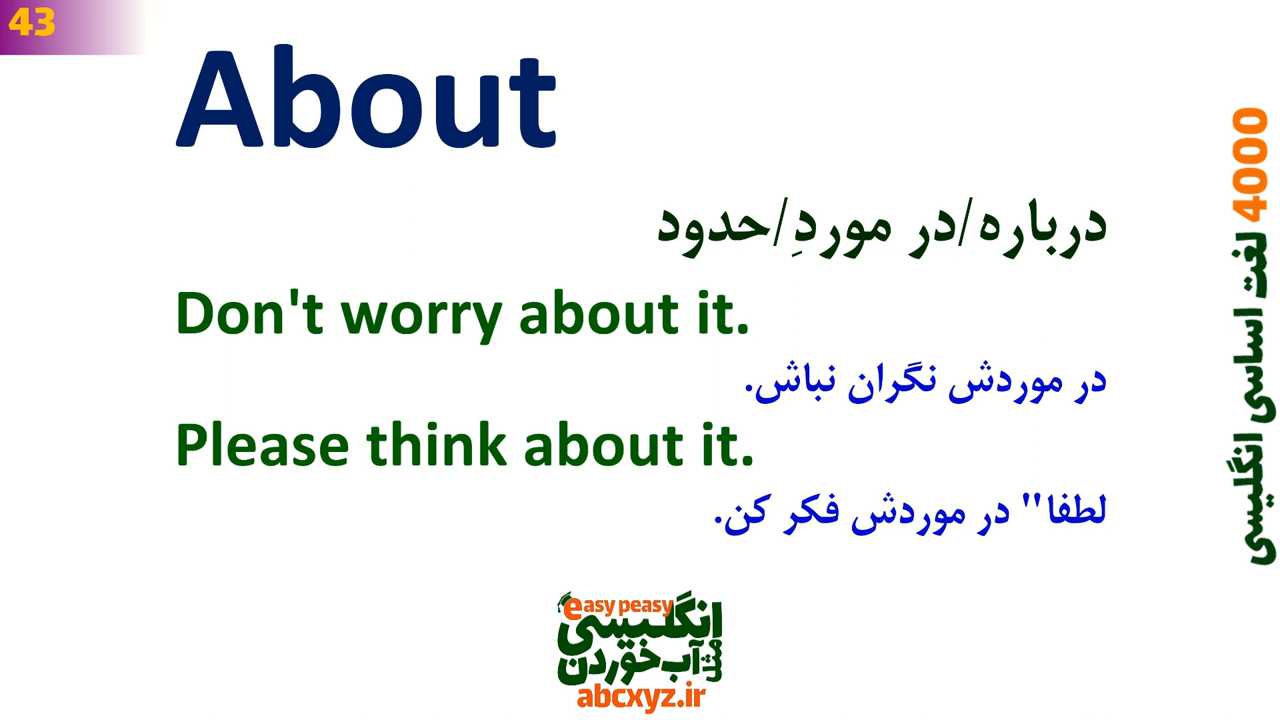 43
About
درباره/در موردِ/حدود
Don't worry about it.
در موردش نگران نباش.
Please think about it.
لطفا" در موردش فکر کن.
4000 لغت اساسی انگلیسی
easy peasy
انگلیسی
مثل آب خوردن
abcxyz.ir